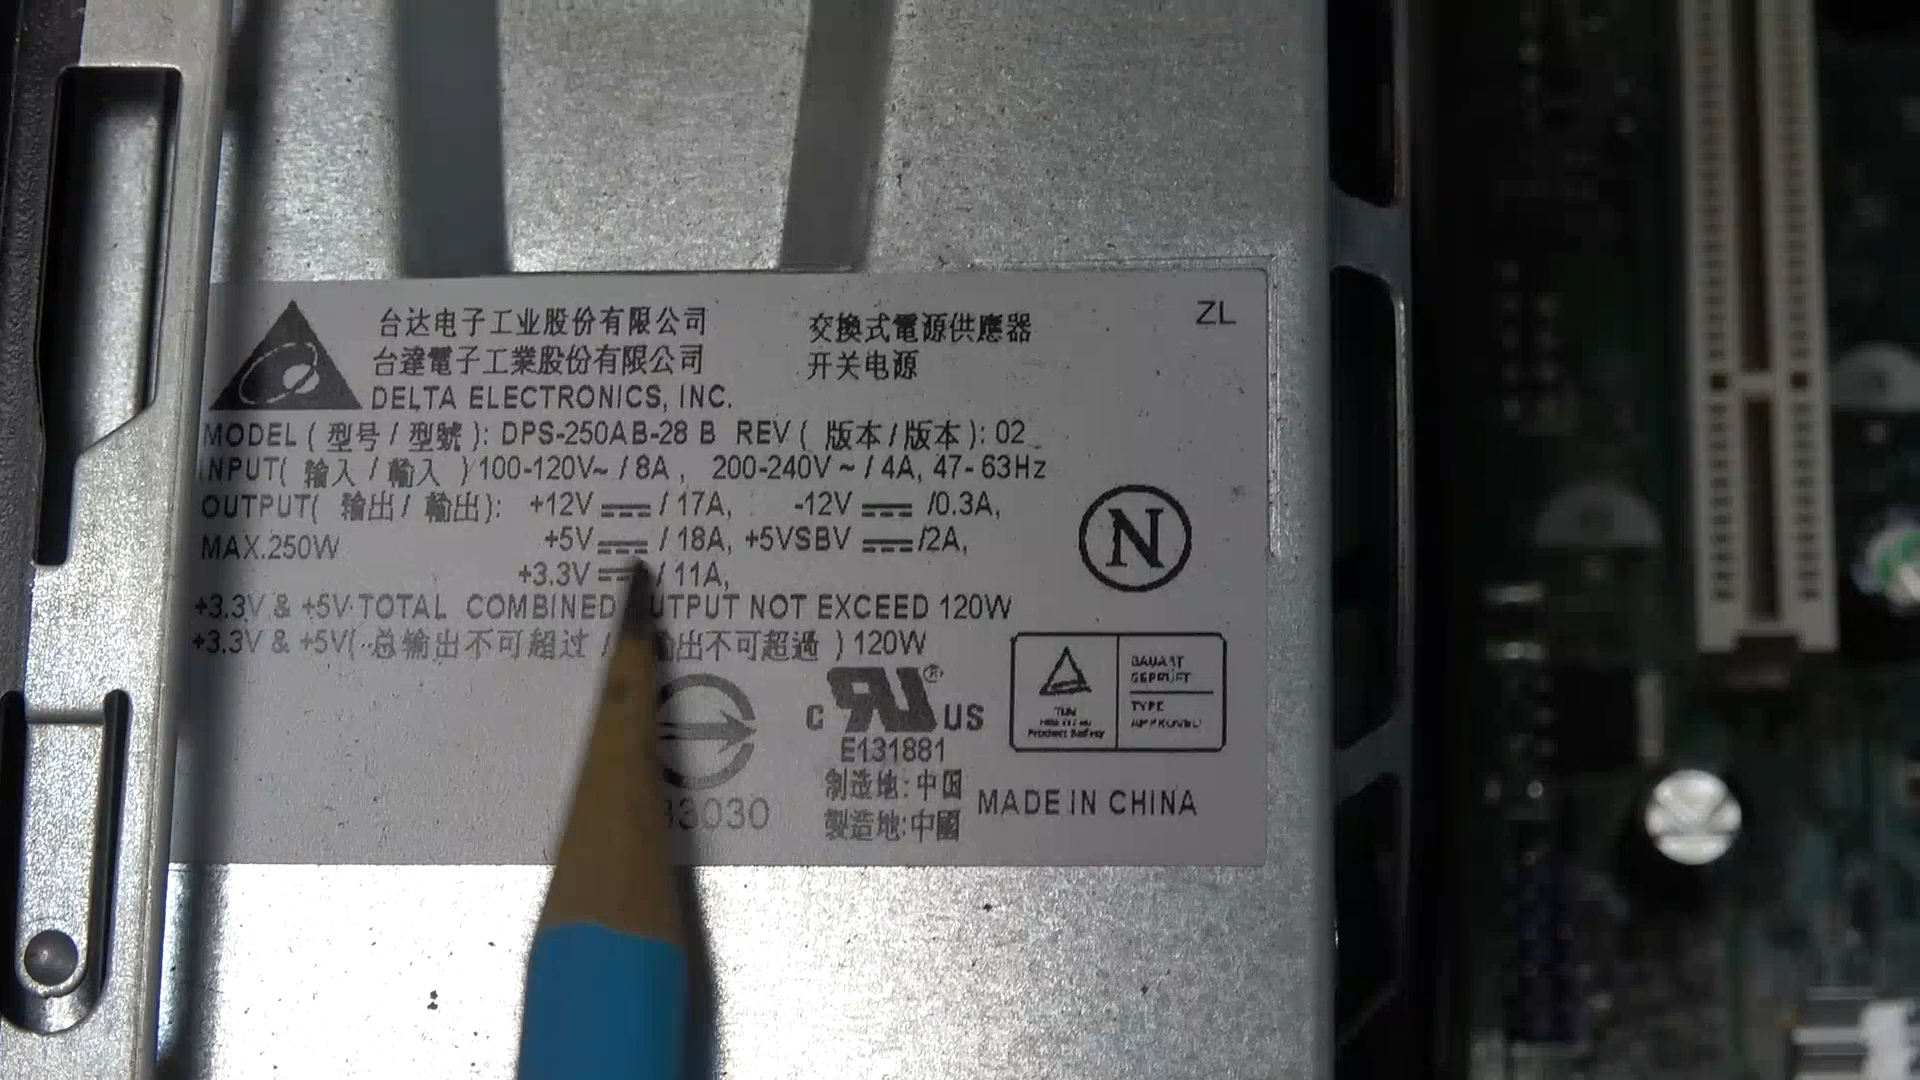 台达电子工业股份有限公司
台達電子工業股份有限公司
DELTA ELECTRONICS, INC.
交換式電源供應器
开关电源
ZL
MODEL ( 型号 / 型號 ): DPS-250AB-28 B REV ( 版本 / 版本 ): 02
INPUT( 输入 / 輸入 ) 100-120V~ / 8A , 200-240V ~ / 4A, 47- 63Hz
OUTPUT( 输出 / 輸出 ): +12V ⎓ / 17A, -12V ⎓ /0.3A,
MAX.250W +5V ⎓ / 18A, +5VSBV ⎓ /2A,
+3.3V ⎓ / 11A,
+3.3V & +5V TOTAL COMBINED UTPUT NOT EXCEED 120W
+3.3V & +5V( 总输出不可超过 / 出不可超過 ) 120W
N
C US
®
E131881
33030
制造地: 中国
製造地:中國
MADE IN CHINA
TUV
Product Safety
BAUART
GEPRÜFT
TYPE
APPROVED